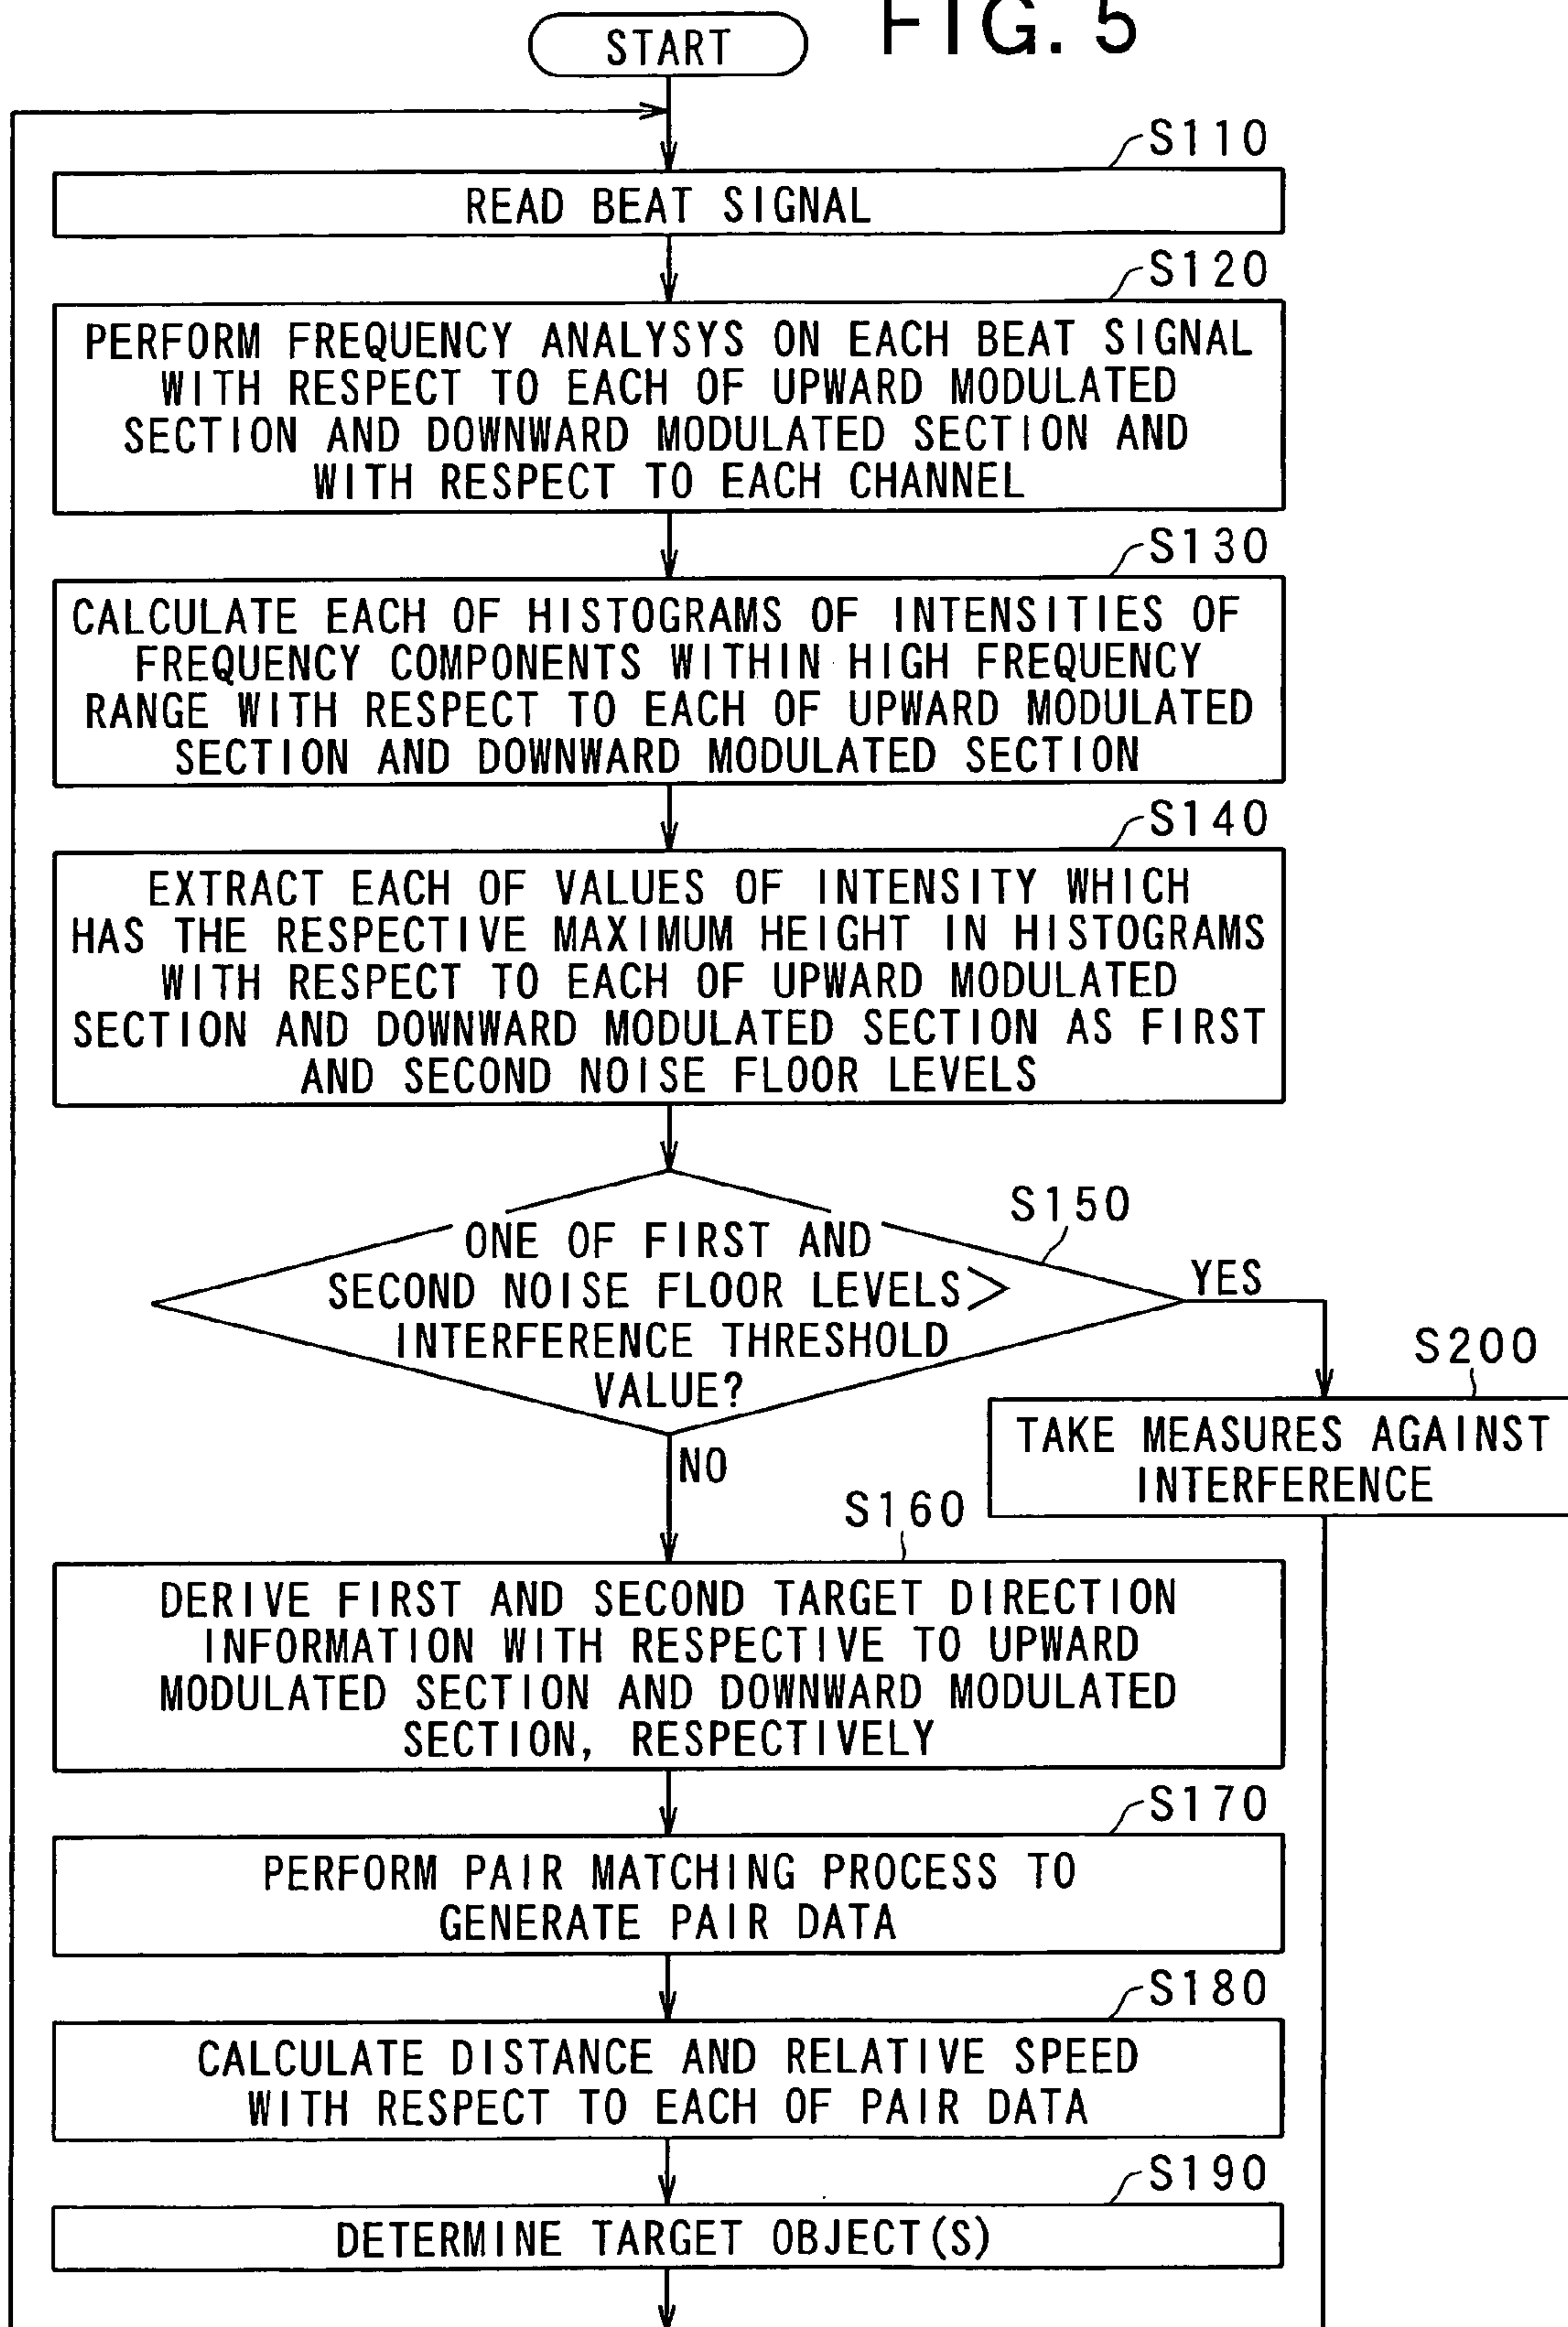 FIG. 5
START
S110
READ BEAT SIGNAL
S120
PERFORM FREQUENCY ANALYSYS ON EACH BEAT SIGNAL
WITH RESPECT TO EACH OF UPWARD MODULATED
SECTION AND DOWNWARD MODULATED SECTION AND
WITH RESPECT TO EACH CHANNEL
S130
CALCULATE EACH OF HISTOGRAMS OF INTENSITIES OF
FREQUENCY COMPONENTS WITHIN HIGH FREQUENCY
RANGE WITH RESPECT TO EACH OF UPWARD MODULATED
SECTION AND DOWNWARD MODULATED SECTION
S140
EXTRACT EACH OF VALUES OF INTENSITY WHICH
HAS THE RESPECTIVE MAXIMUM HEIGHT IN HISTOGRAMS
WITH RESPECT TO EACH OF UPWARD MODULATED
SECTION AND DOWNWARD MODULATED SECTION AS FIRST
AND SECOND NOISE FLOOR LEVELS
S150
ONE OF FIRST AND
SECOND NOISE FLOOR LEVELS>
INTERFERENCE THRESHOLD
VALUE?
YES
S200
TAKE MEASURES AGAINST
INTERFERENCE
NO
S160
DERIVE FIRST AND SECOND TARGET DIRECTION
INFORMATION WITH RESPECTIVE TO UPWARD
MODULATED SECTION AND DOWNWARD MODULATED
SECTION, RESPECTIVELY
S170
PERFORM PAIR MATCHING PROCESS TO
GENERATE PAIR DATA
S180
CALCULATE DISTANCE AND RELATIVE SPEED
WITH RESPECT TO EACH OF PAIR DATA
S190
DETERMINE TARGET OBJECT(S)